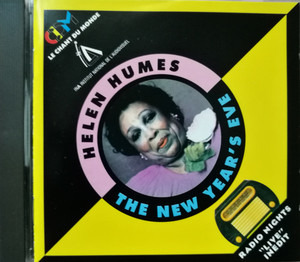 CDM
LE CHANT DU MONDE
INA INSTITUT NATIONAL DE L'AUDIOVISUEL
HELEN HUMES
THE NEW YEAR'S EVE
RADIO NIGHTS
"LIVE"
INEDIT